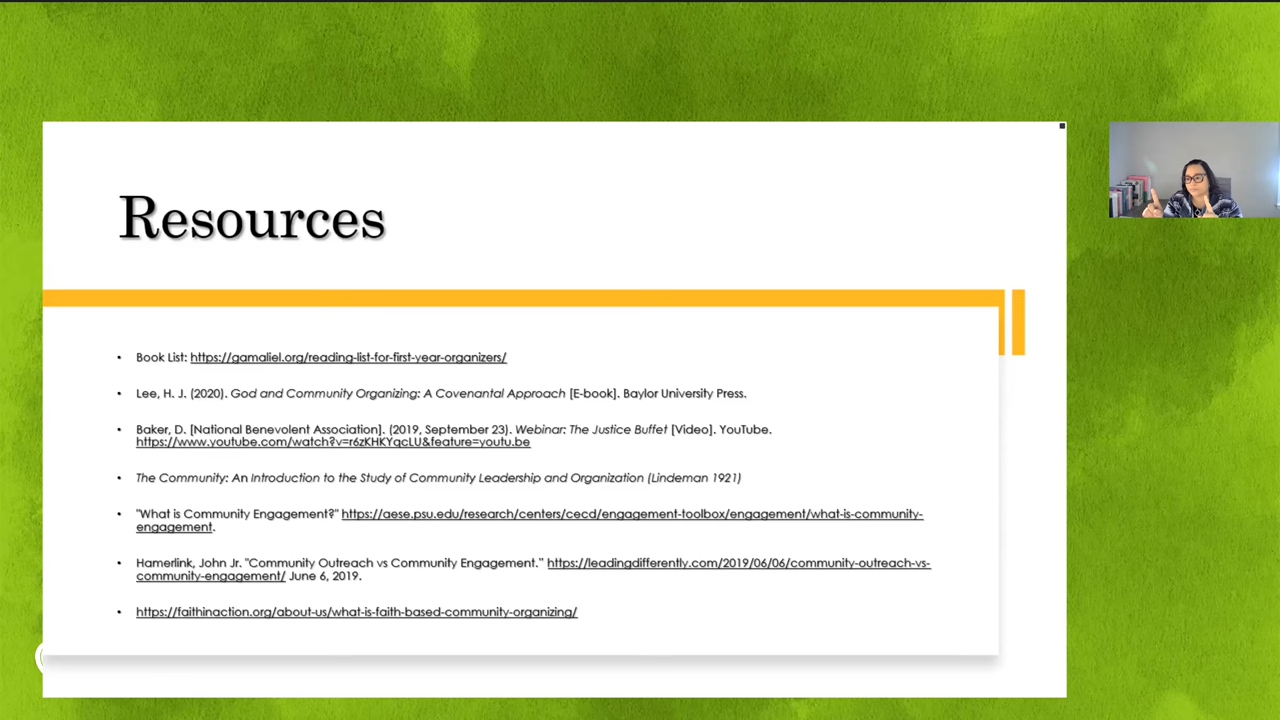 Resources
• Book List: https://gamaliel.org/reading-list-for-first-year-organizers/
• Lee, H. J. (2020). God and Community Organizing: A Covenantal Approach [E-book]. Baylor University Press.
• Baker, D. [National Benevolent Association]. (2019, September 23). Webinar: The Justice Buffet [Video]. YouTube.
https://www.youtube.com/watch?v=r6zKHKYqcLU&feature=youtu.be
• The Community: An Introduction to the Study of Community Leadership and Organization (Lindeman 1921)
• "What is Community Engagement?" https://aese.psu.edu/research/centers/cecd/engagement-toolbox/engagement/what-is-community-
engagement.
• Hamerlink, John Jr. "Community Outreach vs Community Engagement." https://leadingdifferently.com/2019/06/06/community-outreach-vs-
community-engagement/ June 6, 2019.
• https://faithinaction.org/about-us/what-is-faith-based-community-organizing/